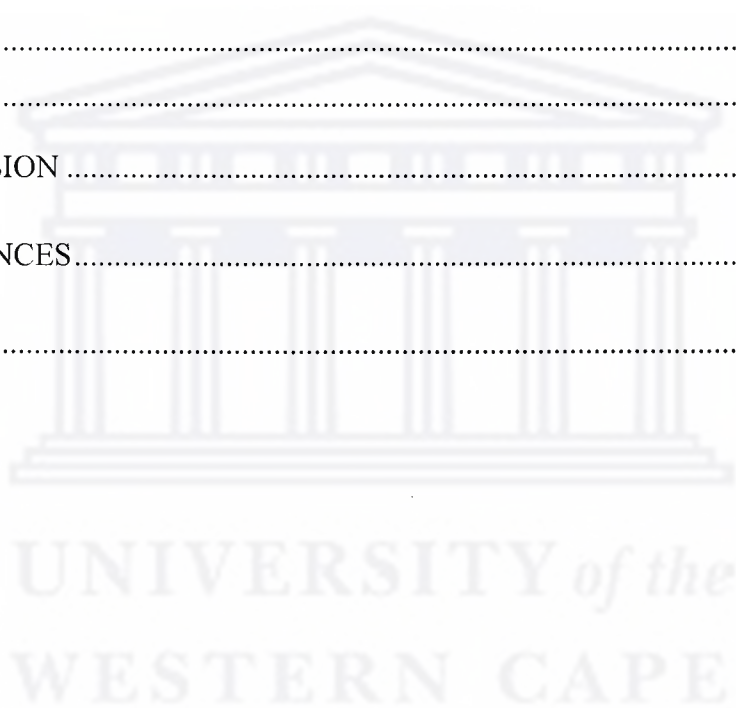 ..........................................................................................
..........................................................................................
SION ..................................................................................
NCES..................................................................................
..........................................................................................
UNIVERSITY of the
WESTERN CAPE